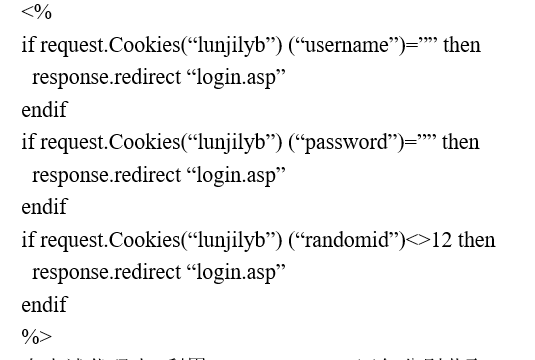 <%
if request.Cookies(“lunjilyb”) (“username”)=”” then
response.redirect “login.asp”
endif
if request.Cookies(“lunjilyb”) (“password”)=”” then
response.redirect “login.asp”
endif
if request.Cookies(“lunjilyb”) (“randomid”)<>12 then
response.redirect “login.asp”
endif
%>